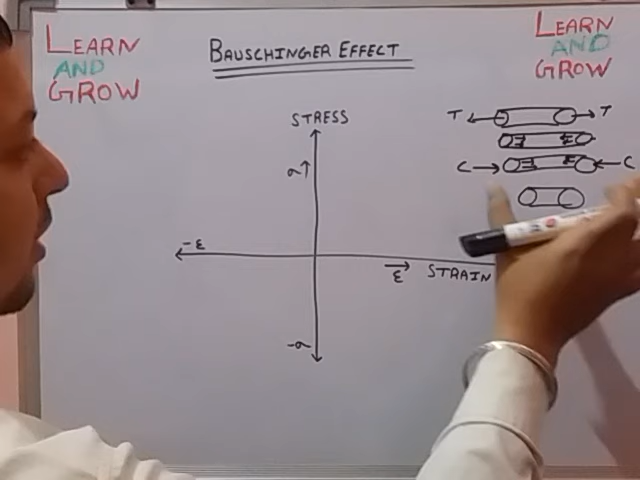 LEARN
AND
GROW
BAUSCHINGER EFFECT
LEARN
AND
GROW
STRESS
σ↑
T T
C C
-ε
ε STRAIN
-σ